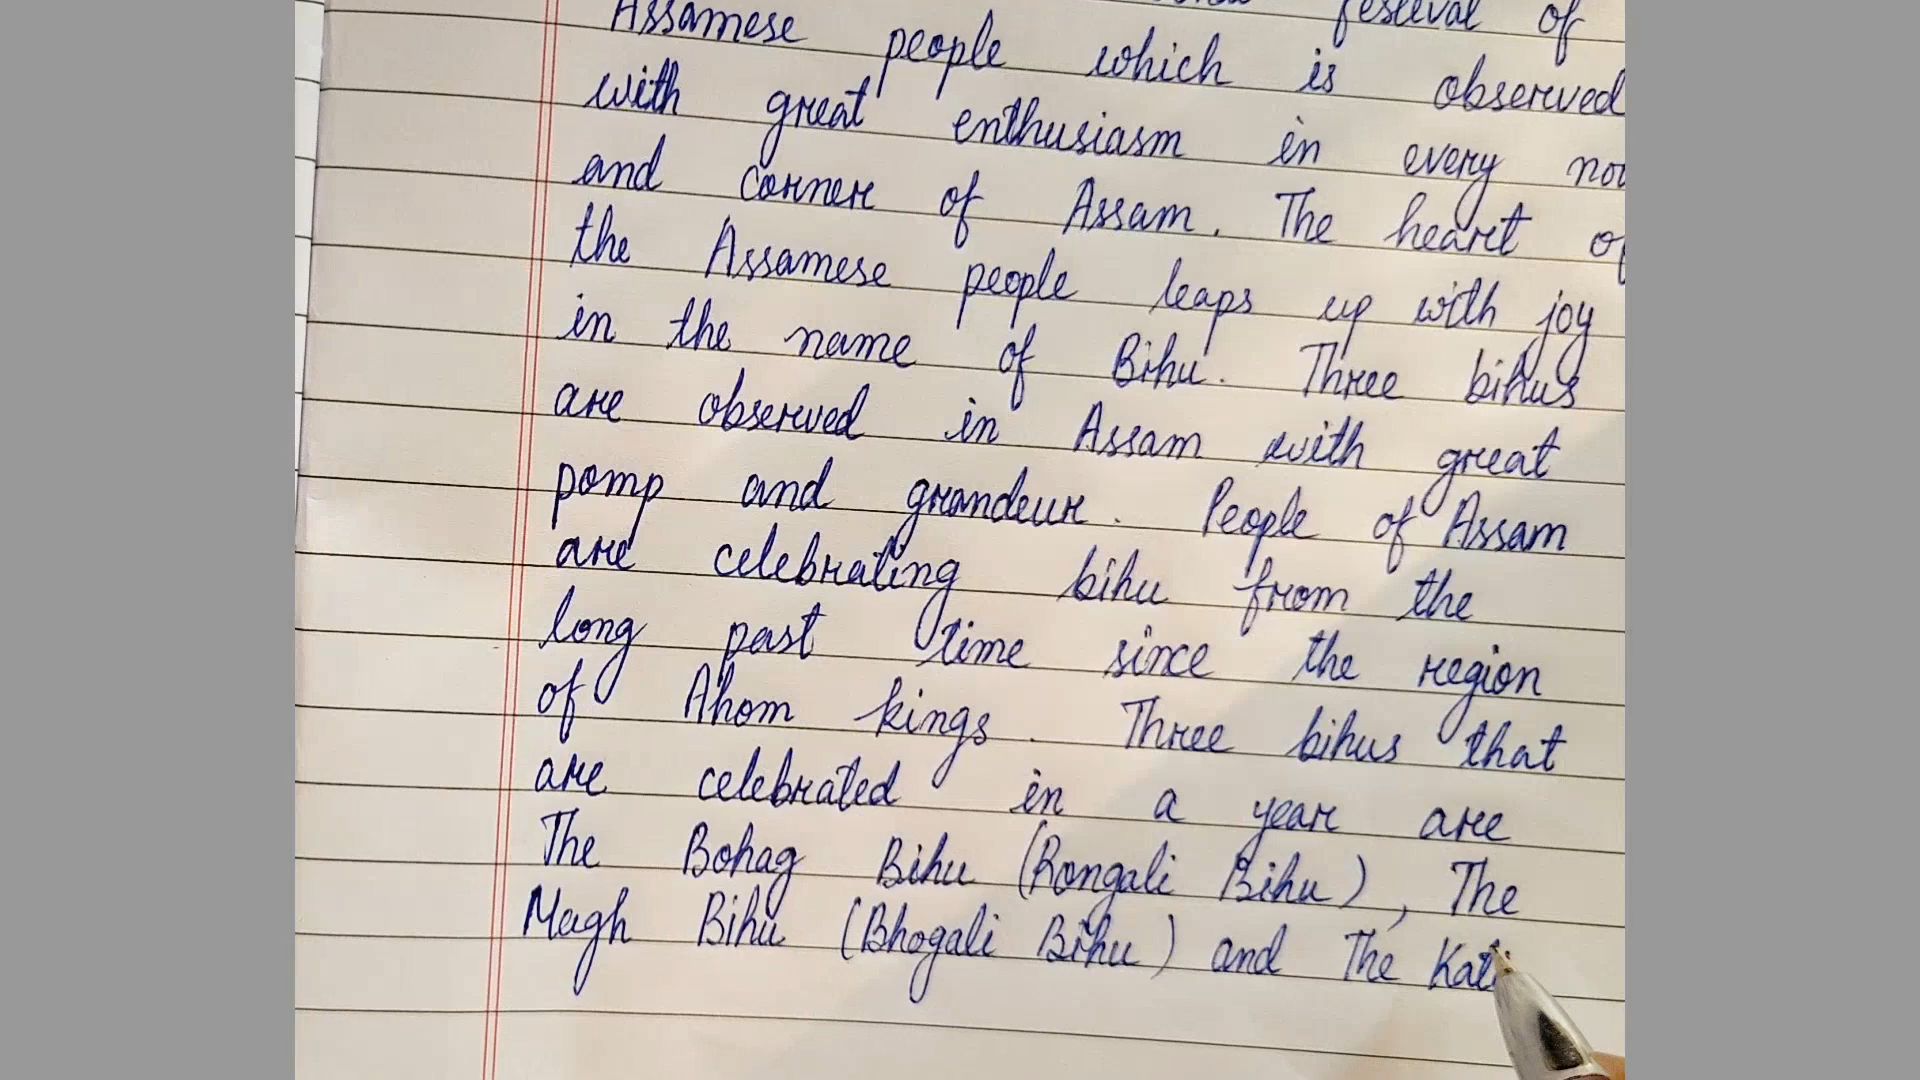 festival of
Assamese people which is observed
with great enthusiasm in every
and corner of Assam. The heart of
the Assamese people leaps up with joy
in the name of Bihu. Three bihus
are observed in Assam with great
pomp and grandeur. People of Assam
are celebrating bihu from the
long past time since the region
of Ahom kings. Three bihus that
are celebrated in a year are
The Bohag Bihu (Rongali Bihu), The
Magh Bihu (Bhogali Bihu) and The Kati